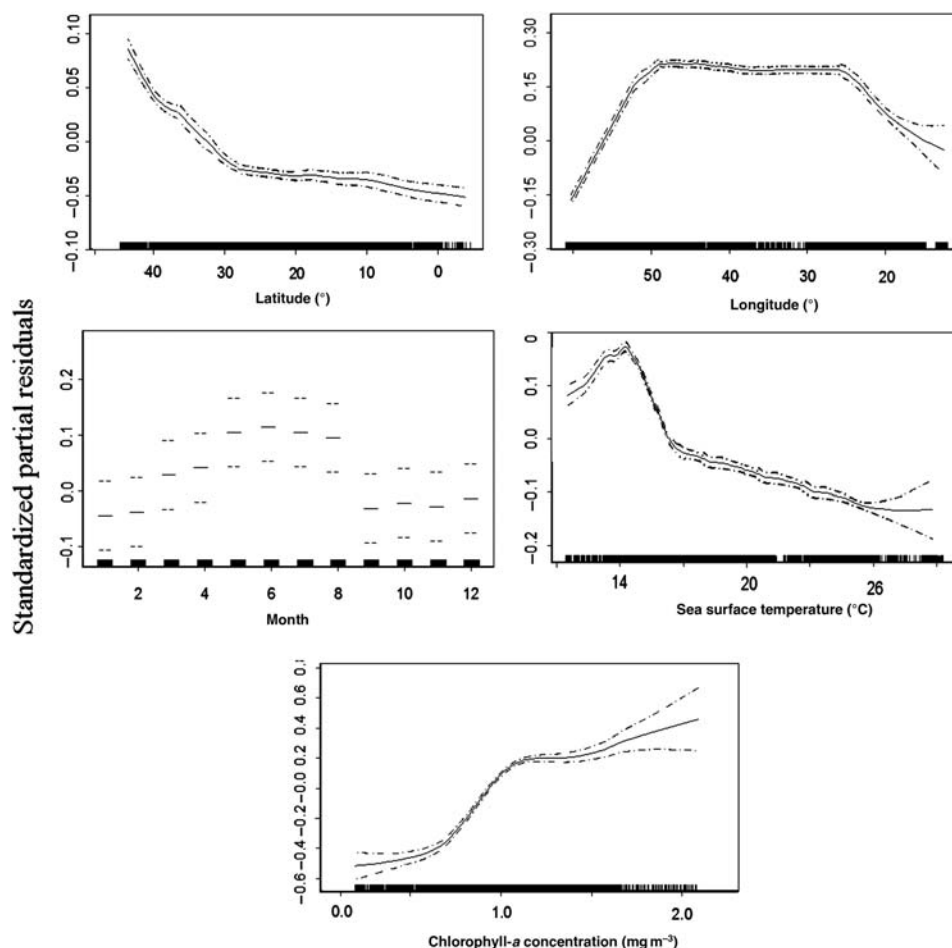 0.10
0.05
0.00
−0.05
−0.10
40 30 20 10 0
Latitude (°)
0.30
0.15
0.00
−0.15
−0.30
50 40 30 20
Longitude (°)
Standardized partial residuals
0.2
0.1
0.0
−0.1
2 4 6 8 10 12
Month
0
0.1
0.0
−0.1
−0.2
14 20 26
Sea surface temperature (°C)
0.6
0.4
0.2
−0.0
−0.2
−0.4
−0.6
0.0 1.0 2.0
Chlorophyll-a concentration (mg m−3)